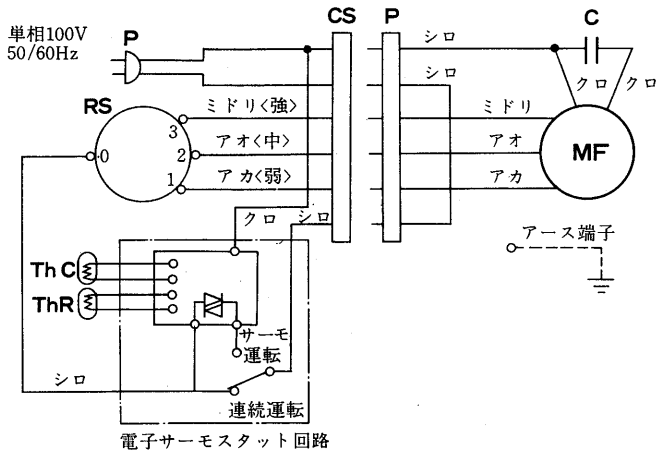 CS P C
単相100V
50/60Hz
P
シロ
シロ
クロ クロ
RS
ミドリ<強>
ミドリ
3
アオ<中>
アオ
MF
0 2
アカ<弱>
アカ
1
クロ シロ
アース端子
Th C
ThR
サーモ
運転
シロ
連続運転
電子サーモスタット回路